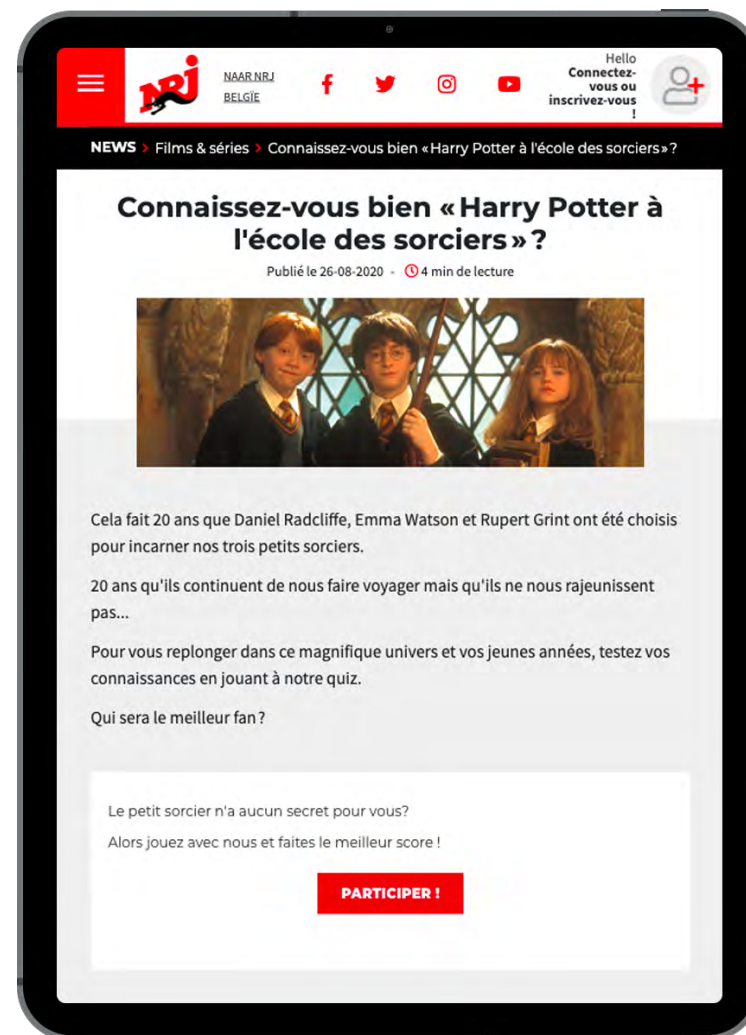 nRJ
NAAR NRJ
BELGÏE
Hello
Connectez-
vous ou
inscrivez-vous
!
NEWS > Films & séries > Connaissez-vous bien «Harry Potter à l'école des sorciers»?
Connaissez-vous bien «Harry Potter à
l'école des sorciers»?
Publié le 26-08-2020 - 4 min de lecture
Cela fait 20 ans que Daniel Radcliffe, Emma Watson et Rupert Grint ont été choisis
pour incarner nos trois petits sorciers.
20 ans qu'ils continuent de nous faire voyager mais qu'ils ne nous rajeunissent
pas...
Pour vous replonger dans ce magnifique univers et vos jeunes années, testez vos
connaissances en jouant à notre quiz.
Qui sera le meilleur fan?
Le petit sorcier n'a aucun secret pour vous?
Alors jouez avec nous et faites le meilleur score !
PARTICIPER !